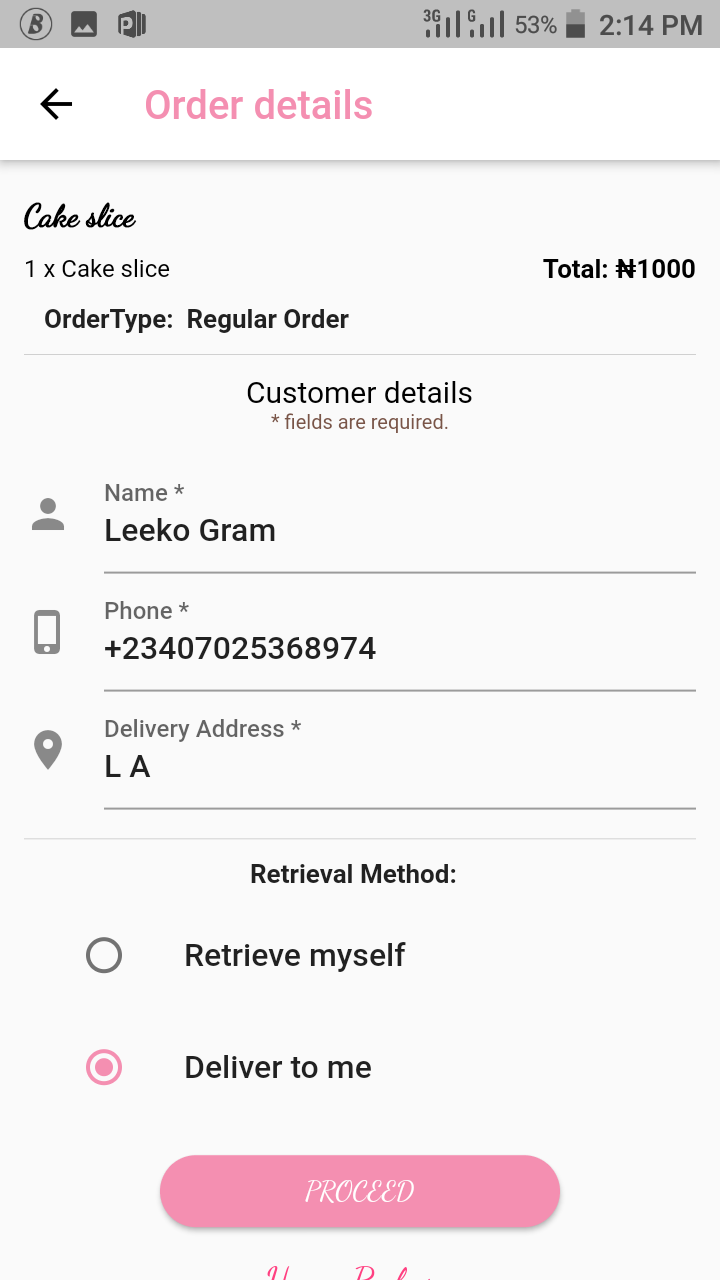 3G G 53% 2:14 PM
Order details
Cake slice
1 x Cake slice Total: ₦1000
OrderType: Regular Order
Customer details
* fields are required.
Name *
Leeko Gram
Phone *
+23407025368974
Delivery Address *
L A
Retrieval Method:
Retrieve myself
Deliver to me
PROCEED